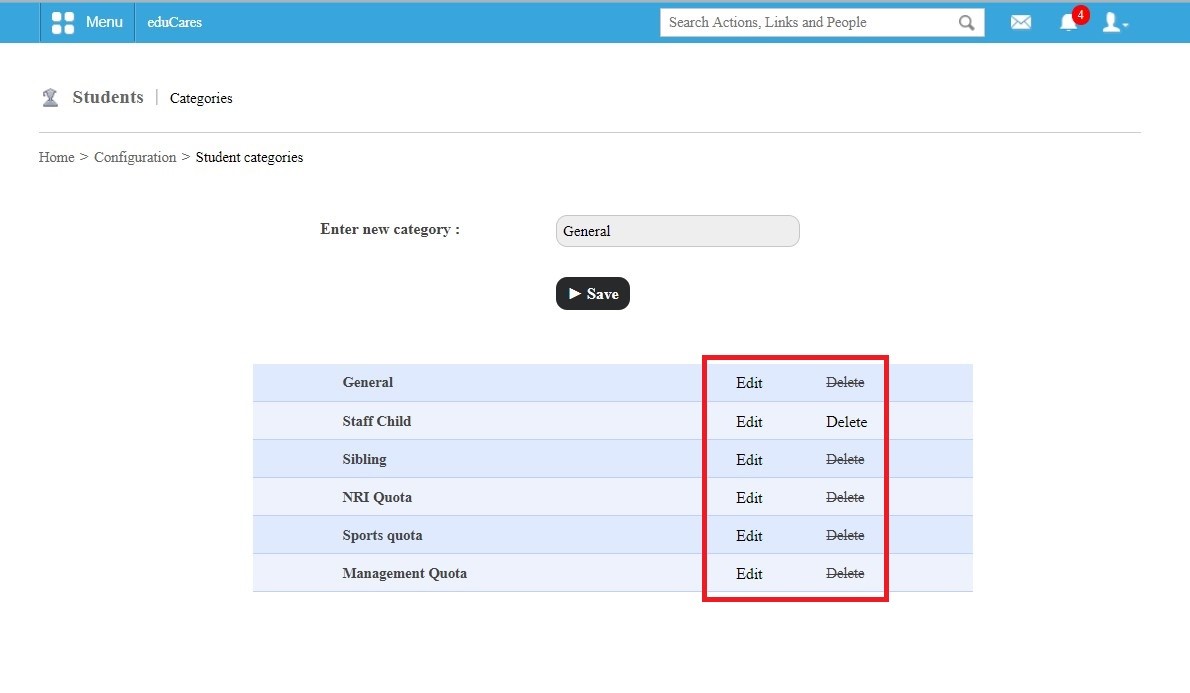 Menu eduCares Search Actions, Links and People 4
Students | Categories
Home > Configuration > Student categories
Enter new category : General
Save
General Edit Delete
Staff Child Edit Delete
Sibling Edit Delete
NRI Quota Edit Delete
Sports quota Edit Delete
Management Quota Edit Delete